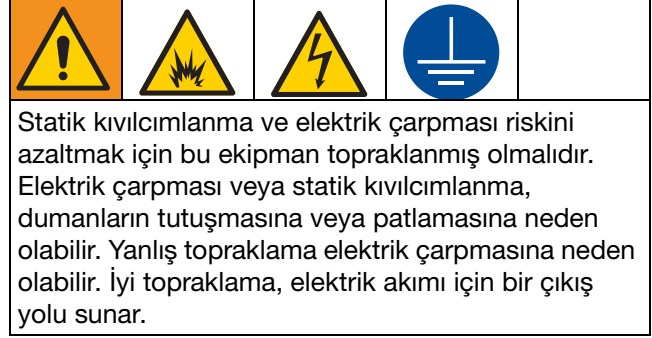 Statik kıvılcımlanma ve elektrik çarpması riskini
azaltmak için bu ekipman topraklanmış olmalıdır.
Elektrik çarpması veya statik kıvılcımlanma,
dumanların tutuşmasına veya patlamasına neden
olabilir. Yanlış topraklama elektrik çarpmasına neden
olabilir. İyi topraklama, elektrik akımı için bir çıkış
yolu sunar.